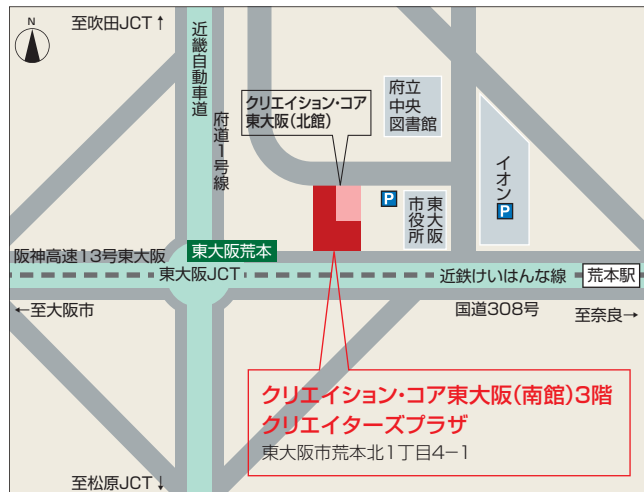 至吹田JCT↑
N
近畿自動車道
府道1号線
クリエイション・コア
東大阪(北館)
府立
中央
図書館
イオン
P
P
東大阪
市役所
阪神高速13号東大阪
東大阪荒本
東大阪JCT
近鉄けいはんな線
荒本駅
←至大阪市
国道308号
至奈良→
クリエイション・コア東大阪(南館)3階
クリエイターズプラザ
東大阪市荒本北1丁目4−1
至松原JCT↓